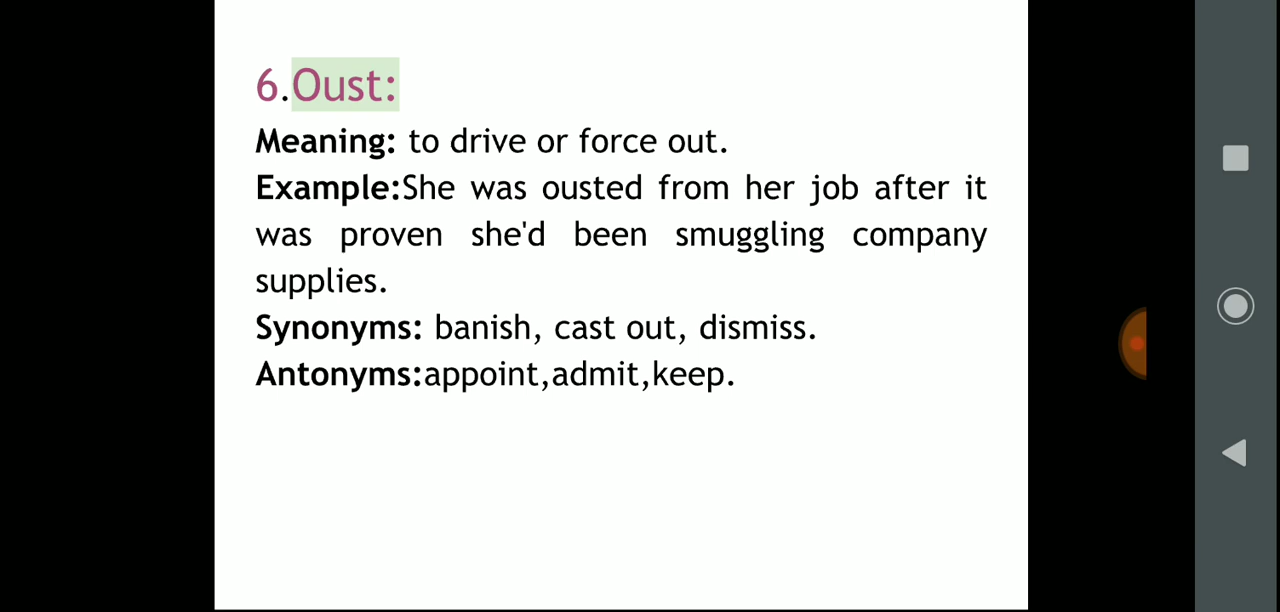 6.Oust:
Meaning: to drive or force out.
Example:She was ousted from her job after it
was proven she'd been smuggling company
supplies.
Synonyms: banish, cast out, dismiss.
Antonyms:appoint,admit,keep.